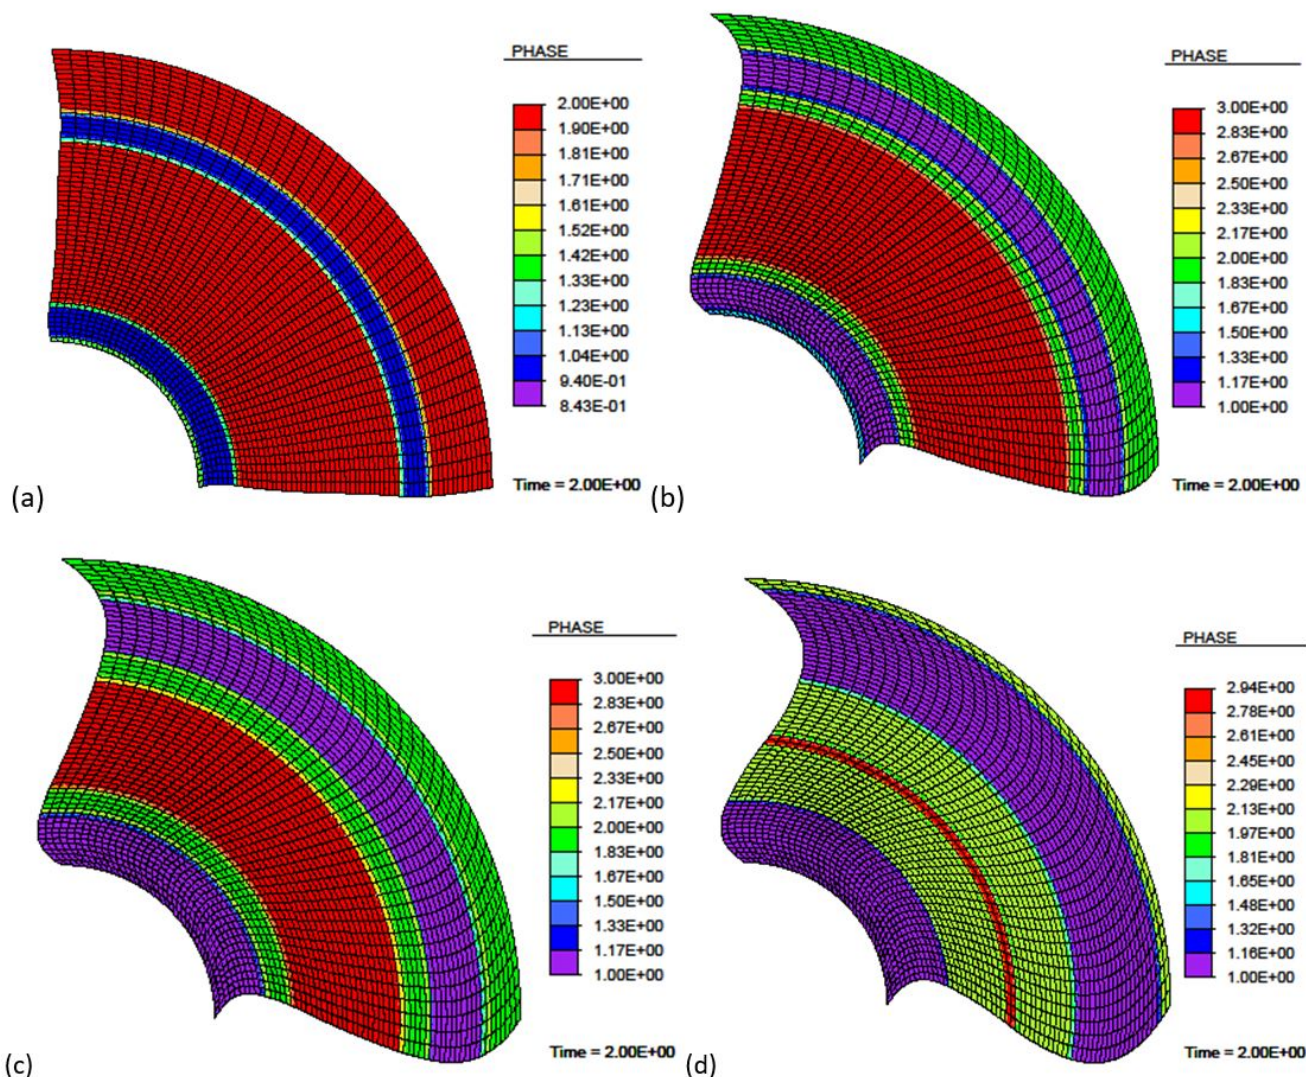 PHASE
2.00E+00
1.90E+00
1.81E+00
1.71E+00
1.61E+00
1.52E+00
1.42E+00
1.33E+00
1.23E+00
1.13E+00
1.04E+00
9.40E-01
8.43E-01
Time = 2.00E+00
(a)
PHASE
3.00E+00
2.83E+00
2.67E+00
2.50E+00
2.33E+00
2.17E+00
2.00E+00
1.83E+00
1.67E+00
1.50E+00
1.33E+00
1.17E+00
1.00E+00
Time = 2.00E+00
(b)
PHASE
3.00E+00
2.83E+00
2.67E+00
2.50E+00
2.33E+00
2.17E+00
2.00E+00
1.83E+00
1.67E+00
1.50E+00
1.33E+00
1.17E+00
1.00E+00
Time = 2.00E+00
(c)
PHASE
2.94E+00
2.78E+00
2.61E+00
2.45E+00
2.29E+00
2.13E+00
1.97E+00
1.81E+00
1.65E+00
1.48E+00
1.32E+00
1.16E+00
1.00E+00
Time = 2.00E+00
(d)